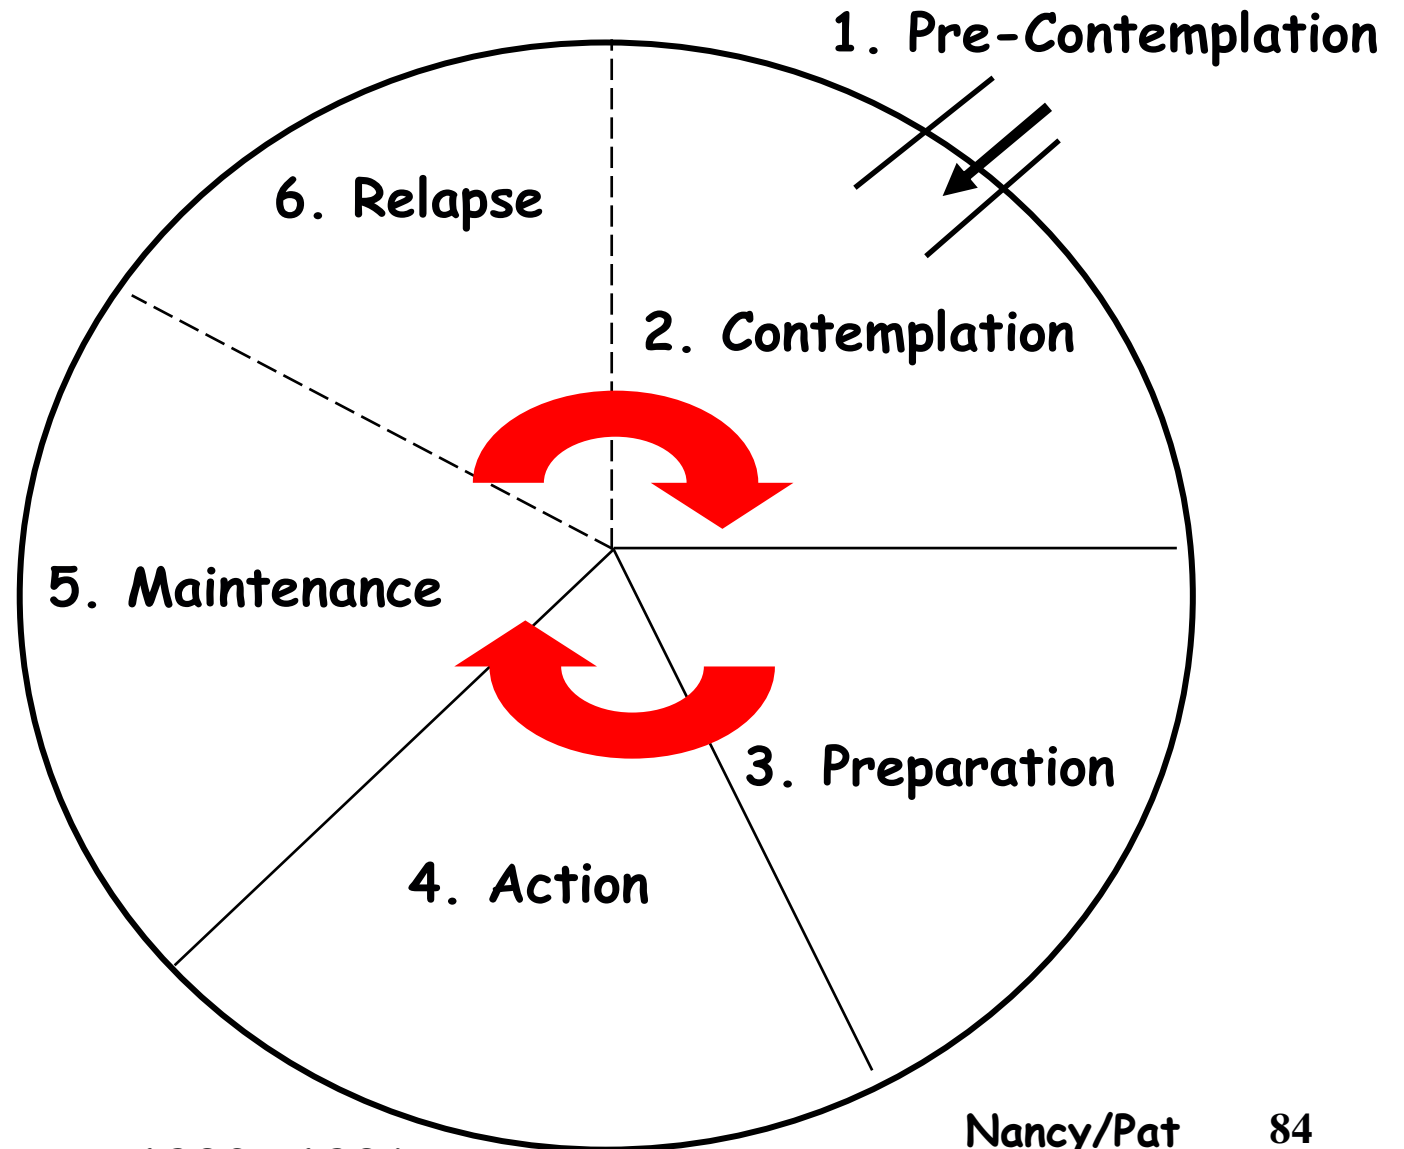 1. Pre-Contemplation
6. Relapse
2. Contemplation
5. Maintenance
3. Preparation
4. Action
Nancy/Pat 84